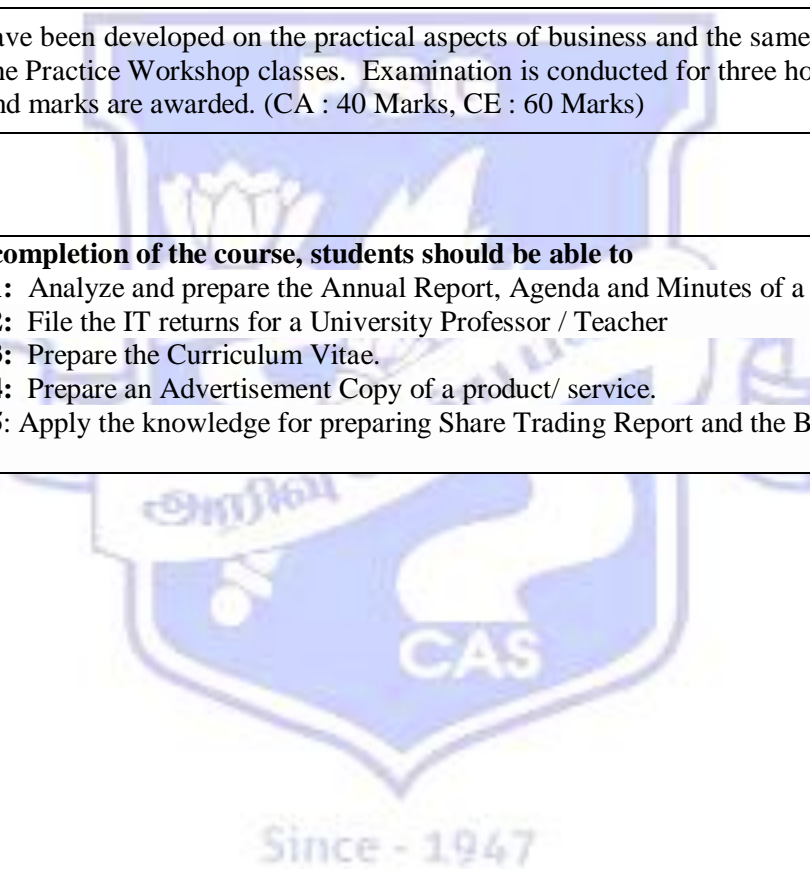 ave been developed on the practical aspects of business and the same
ne Practice Workshop classes. Examination is conducted for three ho
nd marks are awarded. (CA : 40 Marks, CE : 60 Marks)
PSG
completion of the course, students should be able to
: Analyze and prepare the Annual Report, Agenda and Minutes of a
2: File the IT returns for a University Professor / Teacher
: Prepare the Curriculum Vitae.
4: Prepare an Advertisement Copy of a product/ service.
: Apply the knowledge for preparing Share Trading Report and the B
அறிவு
CAS
Since - 1947